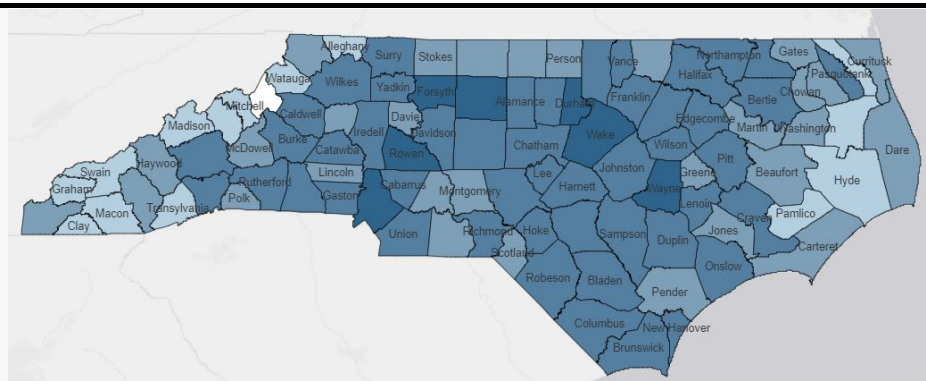 Alleghany
Surry
Stokes
Person
Vance
Northampton
Gates
Currituck
Pasquotank
Watauga
Wilkes
Yadkin
Forsyth
Alamance
Durham
Franklin
Halifax
Bertie
Chowan
Mitchell
Caldwell
Davie
Madison
Burke
Iredell
Davidson
Edgecombe
Martin
Washington
McDowell
Catawba
Rowan
Chatham
Wake
Wilson
Dare
Swain
Haywood
Lincoln
Lee
Johnston
Greene
Pitt
Beaufort
Hyde
Graham
Rutherford
Cabarrus
Montgomery
Harnett
Wayne
Macon
Transylvania
Polk
Gaston
Lenoir
Craven
Pamlico
Clay
Union
Richmond
Hoke
Sampson
Duplin
Jones
Carteret
Scotland
Robeson
Bladen
Onslow
Pender
Columbus
New Hanover
Brunswick